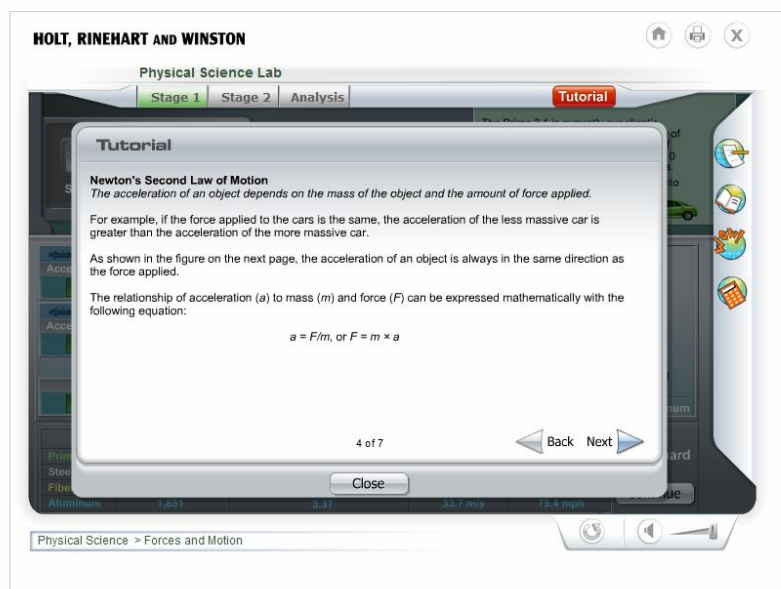 HOLT, RINEHART AND WINSTON
Physical Science Lab
Stage 1 Stage 2 Analysis Tutorial
of
0
to
Tutorial
Newton's Second Law of Motion
The acceleration of an object depends on the mass of the object and the amount of force applied.
For example, if the force applied to the cars is the same, the acceleration of the less massive car is
greater than the acceleration of the more massive car.
As shown in the figure on the next page, the acceleration of an object is always in the same direction as
the force applied.
The relationship of acceleration (a) to mass (m) and force (F) can be expressed mathematically with the
following equation:
a = F/m, or F = m × a
4 of 7 Back Next
Close
Aluminum 1,851 3.37 33.7 m/s 75.4 mph
Physical Science > Forces and Motion